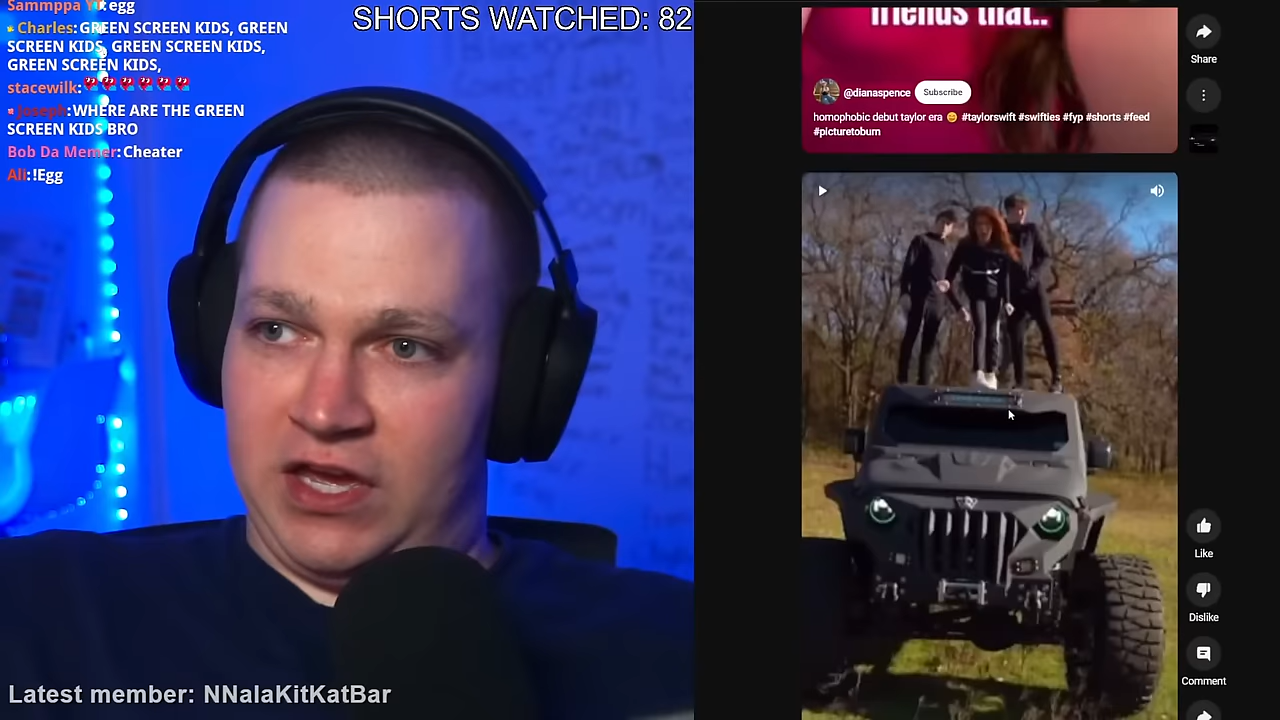 Sammppa YT: !egg
Charles: GREEN SCREEN KIDS, GREEN
SCREEN KIDS, GREEN SCREEN KIDS,
GREEN SCREEN KIDS,
stacewilk:
Joseph: WHERE ARE THE GREEN
SCREEN KIDS BRO
Bob Da Memer: Cheater
Ali: !Egg
SHORTS WATCHED: 82
friends that..
@dianaspence
Subscribe
homophobic debut taylor era 😄 #taylorswift #swifties #fyp #shorts #feed
#picturetoburn
Share
Like
Dislike
Comment
Latest member: NNalaKitKatBar